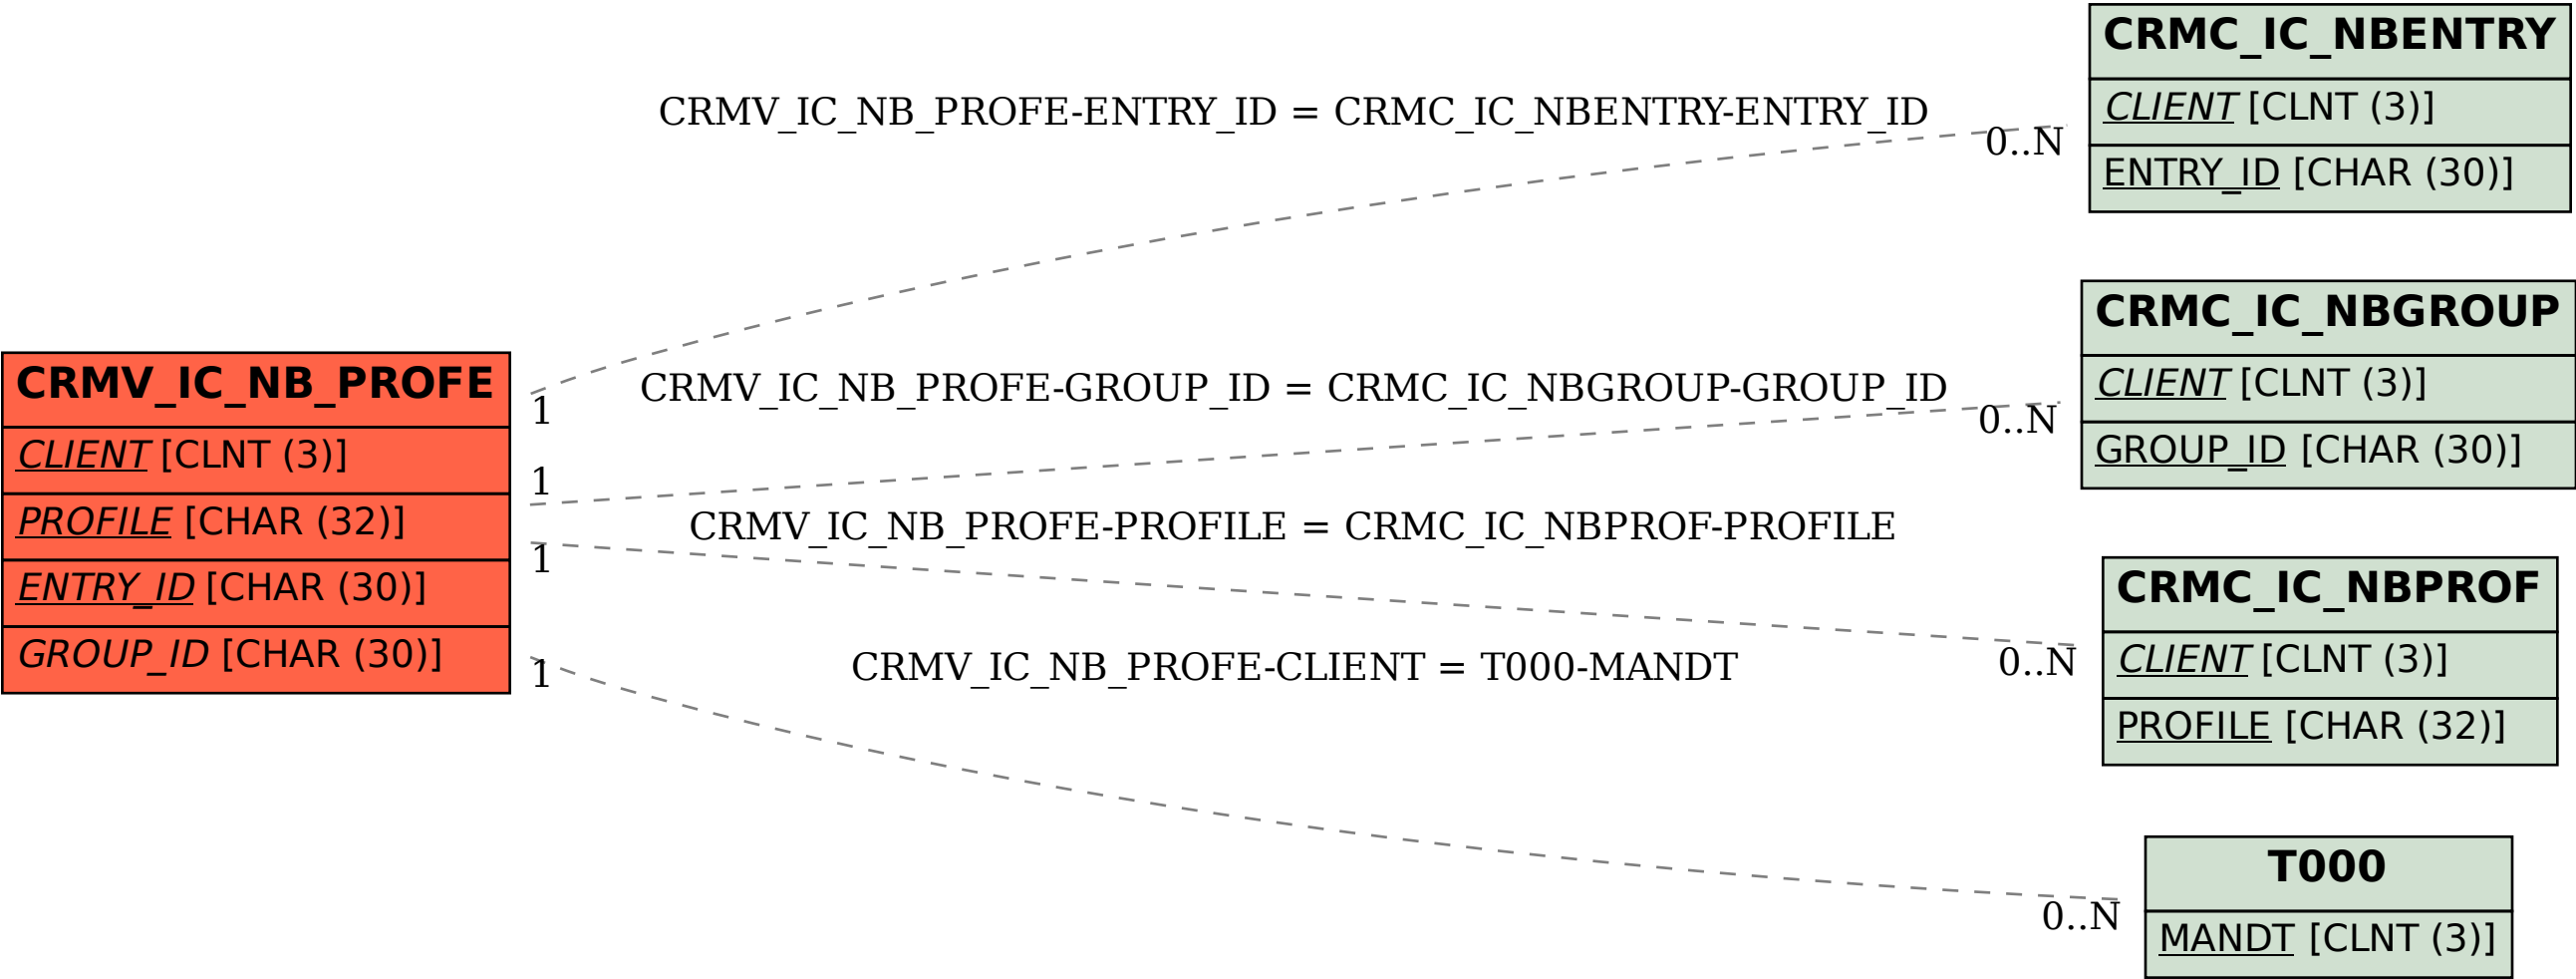 CRMV_IC_NB_PROFE
CLIENT [CLNT (3)]
PROFILE [CHAR (32)]
ENTRY_ID [CHAR (30)]
GROUP_ID [CHAR (30)]
CRMV_IC_NB_PROFE-ENTRY_ID = CRMC_IC_NBENTRY-ENTRY_ID
1
0..N
CRMV_IC_NB_PROFE-GROUP_ID = CRMC_IC_NBGROUP-GROUP_ID
1
0..N
CRMV_IC_NB_PROFE-PROFILE = CRMC_IC_NBPROF-PROFILE
1
0..N
CRMV_IC_NB_PROFE-CLIENT = T000-MANDT
1
0..N
CRMC_IC_NBENTRY
CLIENT [CLNT (3)]
ENTRY_ID [CHAR (30)]
CRMC_IC_NBGROUP
CLIENT [CLNT (3)]
GROUP_ID [CHAR (30)]
CRMC_IC_NBPROF
CLIENT [CLNT (3)]
PROFILE [CHAR (32)]
T000
MANDT [CLNT (3)]